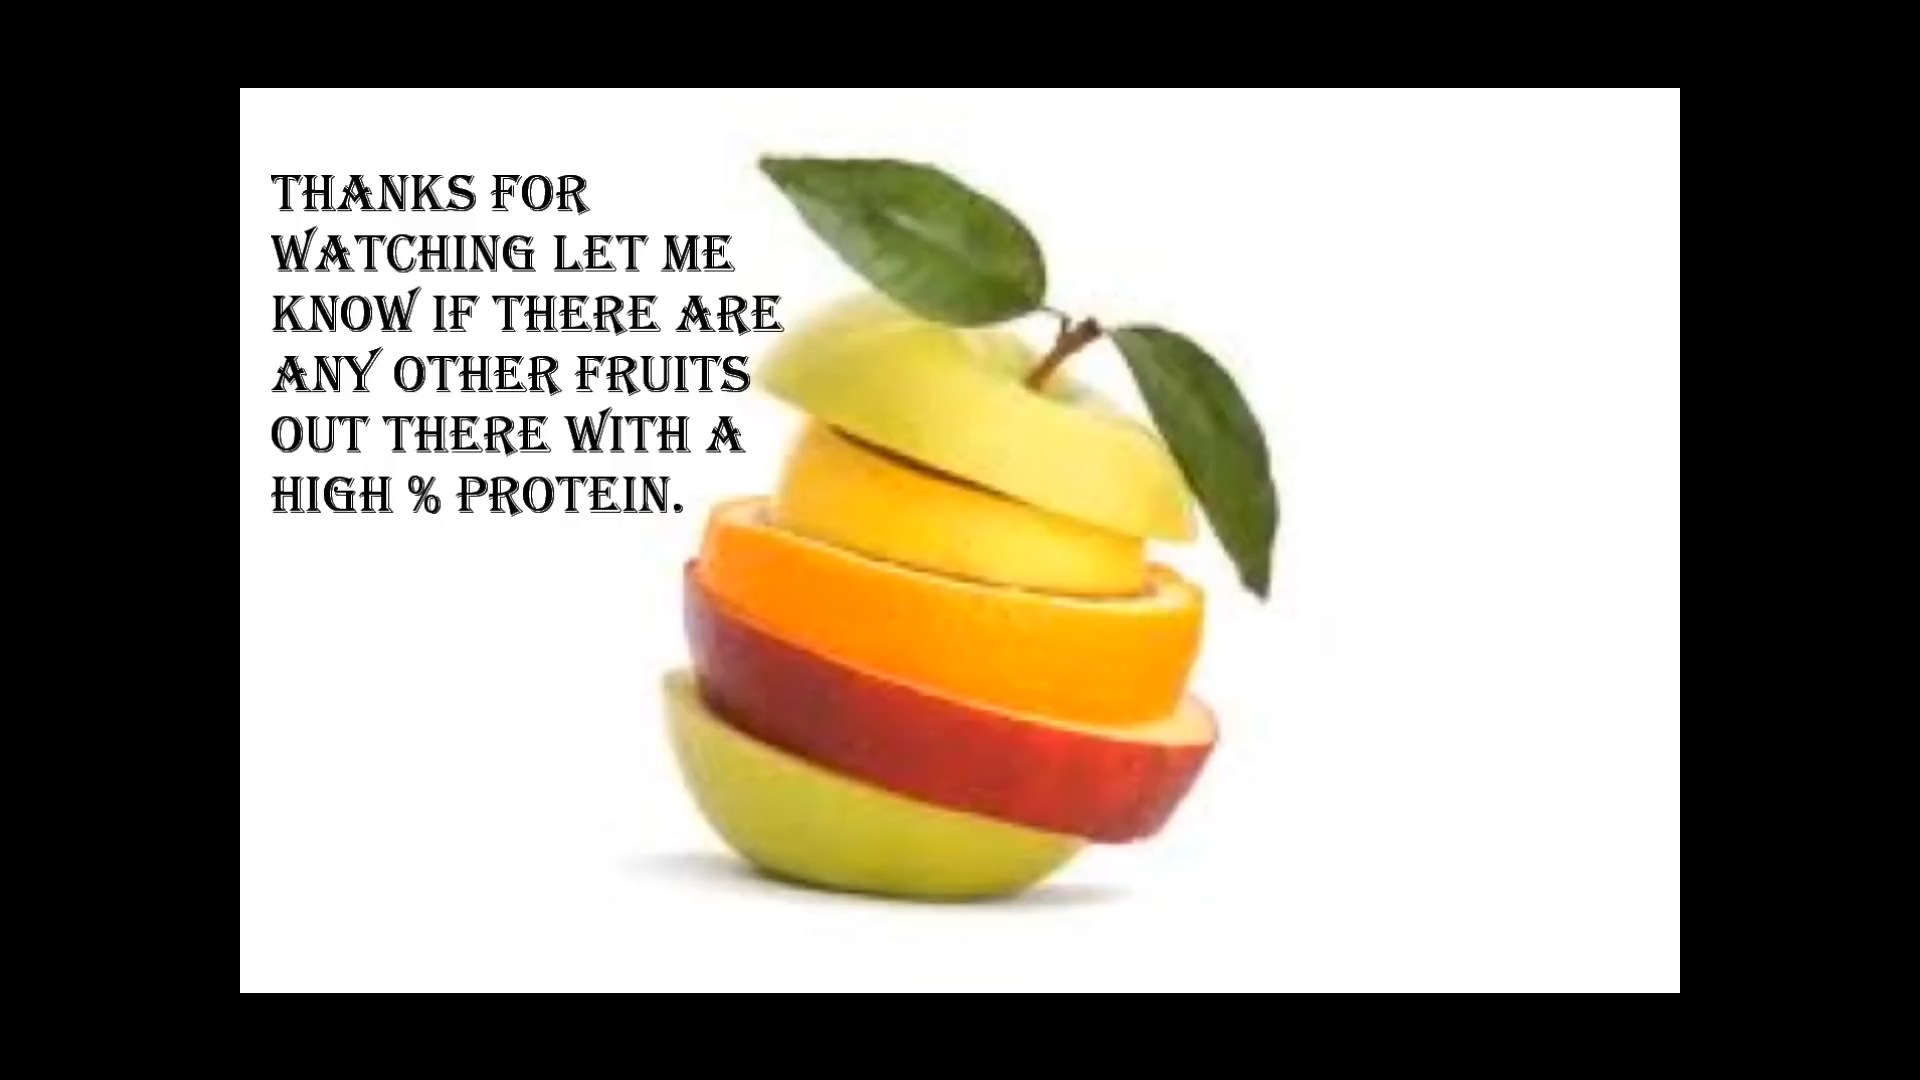 THANKS FOR
WATCHING LET ME
KNOW IF THERE ARE
ANY OTHER FRUITS
OUT THERE WITH A
HIGH % PROTEIN.